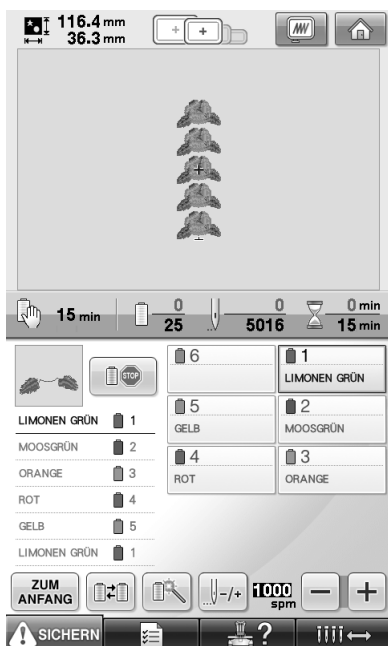 116.4 mm
36.3 mm
15 min
0
25
0
5016
0 min
15 min
STOP
6
1
LIMONEN GRÜN
5
GELB
2
MOOSGRÜN
4
ROT
3
ORANGE
LIMONEN GRÜN 1
MOOSGRÜN 2
ORANGE 3
ROT 4
GELB 5
LIMONEN GRÜN 1
ZUM
ANFANG
-/+
1000
spm
SICHERN
?